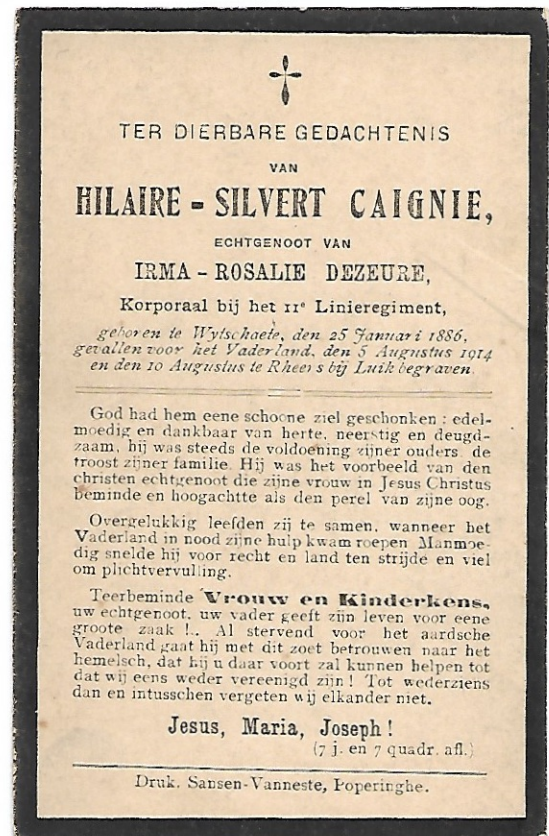 TER DIERBARE GEDACHTENIS
VAN
HILAIRE - SILVERT CAIGNIE,
ECHTGENOOT VAN
IRMA - ROSALIE DEZEURE,
Korporaal bij het 11e Linieregiment,
geboren te Wytschaete, den 25 Januari 1886,
gevallen voor het Vaderland, den 5 Augustus 1914
en den 10 Augustus te Rheers bij Luik begraven.
God had hem eene schoone ziel geschonken : edel-
moedig en dankbaar van herte, neerstig en deugd-
zaam, hij was steeds de voldoening zijner ouders, de
troost zijner familie. Hij was het voorbeeld van den
christen echtgenoot die zijne vrouw in Jesus Christus
beminde en hoogachtte als den perel van zijne oog.
Overgelukkig leefden zij te samen, wanneer het
Vaderland in nood zijne hulp kwam roepen Manmoe-
dig snelde hij voor recht en land ten strijde en viel
om plichtvervulling.
Teerbeminde Vrouw en Kinderkens,
uw echtgenoot, uw vader geeft zijn leven voor eene
groote zaak !.. Al stervend voor het aardsche
Vaderland gaat hij met dit zoet betrouwen naar het
hemelsch, dat hij u daar voort zal kunnen helpen tot
dat wij eens weder vereenigd zijn ! Tot wederziens
dan en intusschen vergeten wij elkander niet.
Jesus, Maria, Joseph !
(7 j. en 7 quadr. afl.)
Druk. Sansen-Vanneste, Poperinghe.